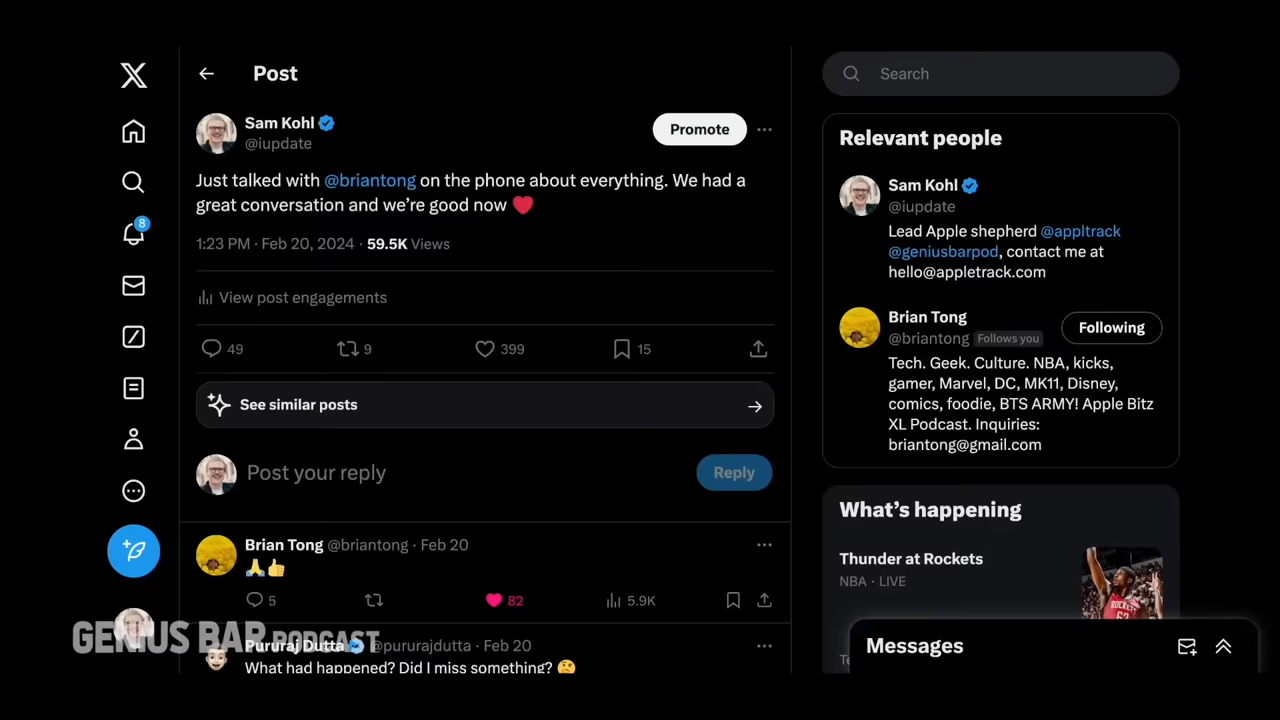 Post
Search
Sam Kohl
@iupdate
Promote
Just talked with @briantong on the phone about everything. We had a
great conversation and we’re good now ❤️
1:23 PM · Feb 20, 2024 · 59.5K Views
View post engagements
49
9
399
15
See similar posts
Post your reply
Reply
Brian Tong @briantong · Feb 20
🙏👍
5
82
5.9K
Pururaj Dutta @pururajdutta · Feb 20
What had happened? Did I miss something? 🤔
8
Relevant people
Sam Kohl
@iupdate
Lead Apple shepherd @appltrack
@geniusbarpod, contact me at
hello@appletrack.com
Brian Tong
@briantong Follows you
Following
Tech. Geek. Culture. NBA, kicks,
gamer, Marvel, DC, MK11, Disney,
comics, foodie, BTS ARMY! Apple Bitz
XL Podcast. Inquiries:
briantong@gmail.com
What’s happening
Thunder at Rockets
NBA · LIVE
ROCKETS
Messages
GENIUS BAR PODCAST